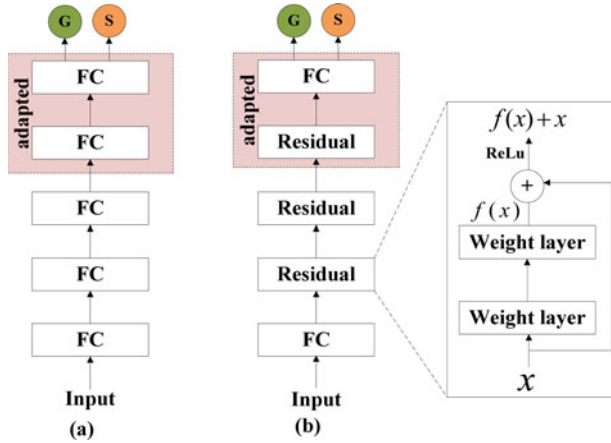 G
S
adapted
FC
FC
FC
FC
FC
Input
(a)
G
S
adapted
FC
Residual
Residual
Residual
FC
Input
(b)
f(x)+x
ReLu
+
f(x)
Weight layer
Weight layer
x